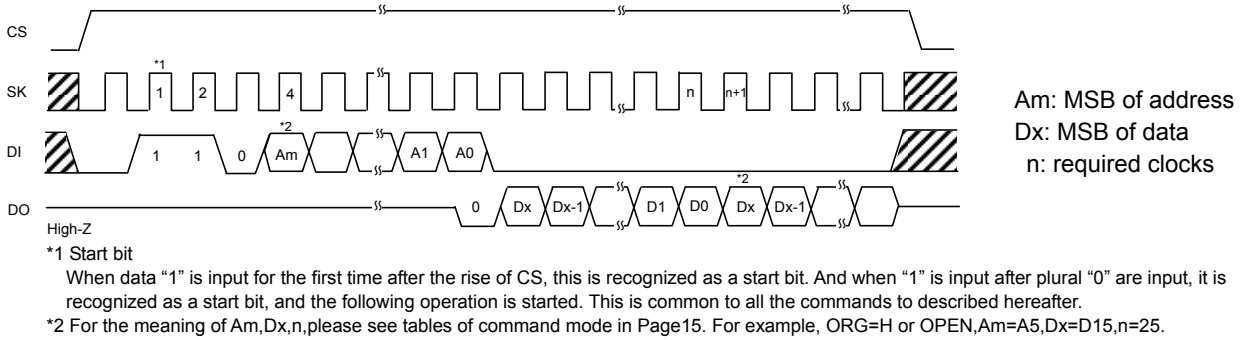 CS
*1
SK 1 2 4 n n+1
Am: MSB of address
*2
DI 1 1 0 Am A1 A0
Dx: MSB of data
n: required clocks
*2
DO 0 Dx Dx-1 D1 D0 Dx Dx-1
High-Z
*1 Start bit
When data “1” is input for the first time after the rise of CS, this is recognized as a start bit. And when “1” is input after plural “0” are input, it is
recognized as a start bit, and the following operation is started. This is common to all the commands to described hereafter.
*2 For the meaning of Am,Dx,n,please see tables of command mode in Page15. For example, ORG=H or OPEN,Am=A5,Dx=D15,n=25.